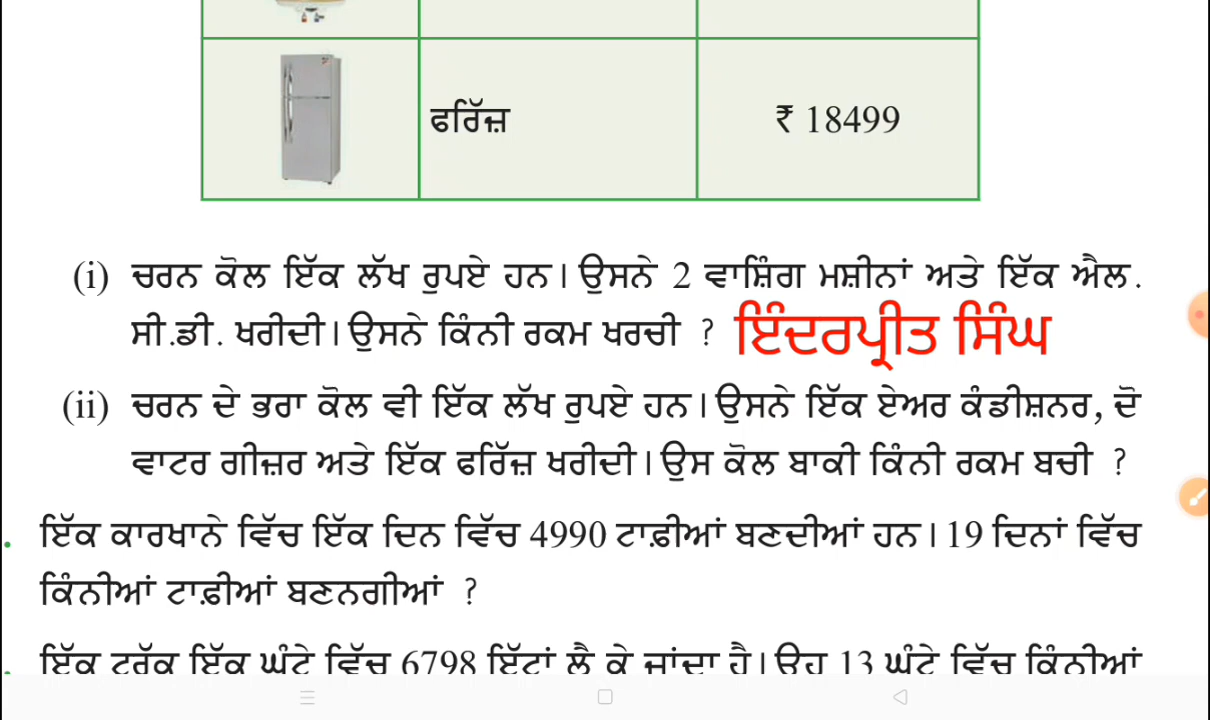 ਫਰਿੱਜ਼ ₹ 18499
(i) ਚਰਨ ਕੋਲ ਇੱਕ ਲੱਖ ਰੁਪਏ ਹਨ। ਉਸਨੇ 2 ਵਾਸ਼ਿੰਗ ਮਸ਼ੀਨਾਂ ਅਤੇ ਇੱਕ ਐਲ.
ਸੀ.ਡੀ. ਖਰੀਦੀ। ਉਸਨੇ ਕਿੰਨੀ ਰਕਮ ਖਰਚੀ ? ਇੰਦਰਪ੍ਰੀਤ ਸਿੰਘ
(ii) ਚਰਨ ਦੇ ਭਰਾ ਕੋਲ ਵੀ ਇੱਕ ਲੱਖ ਰੁਪਏ ਹਨ। ਉਸਨੇ ਇੱਕ ਏਅਰ ਕੰਡੀਸ਼ਨਰ, ਦੋ
ਵਾਟਰ ਗੀਜ਼ਰ ਅਤੇ ਇੱਕ ਫਰਿੱਜ਼ ਖਰੀਦੀ। ਉਸ ਕੋਲ ਬਾਕੀ ਕਿੰਨੀ ਰਕਮ ਬਚੀ ?
. ਇੱਕ ਕਾਰਖਾਨੇ ਵਿੱਚ ਇੱਕ ਦਿਨ ਵਿੱਚ 4990 ਟਾਫ਼ੀਆਂ ਬਣਦੀਆਂ ਹਨ। 19 ਦਿਨਾਂ ਵਿੱਚ
ਕਿੰਨੀਆਂ ਟਾਫ਼ੀਆਂ ਬਣਨਗੀਆਂ ?
. ਇੱਕ ਟਰੱਕ ਇੱਕ ਘੰਟੇ ਵਿੱਚ 6798 ਇੱਟਾਂ ਲੈ ਕੇ ਜਾਂਦਾ ਹੈ। ਉਹ 13 ਘੰਟੇ ਵਿੱਚ ਕਿੰਨੀਆਂ